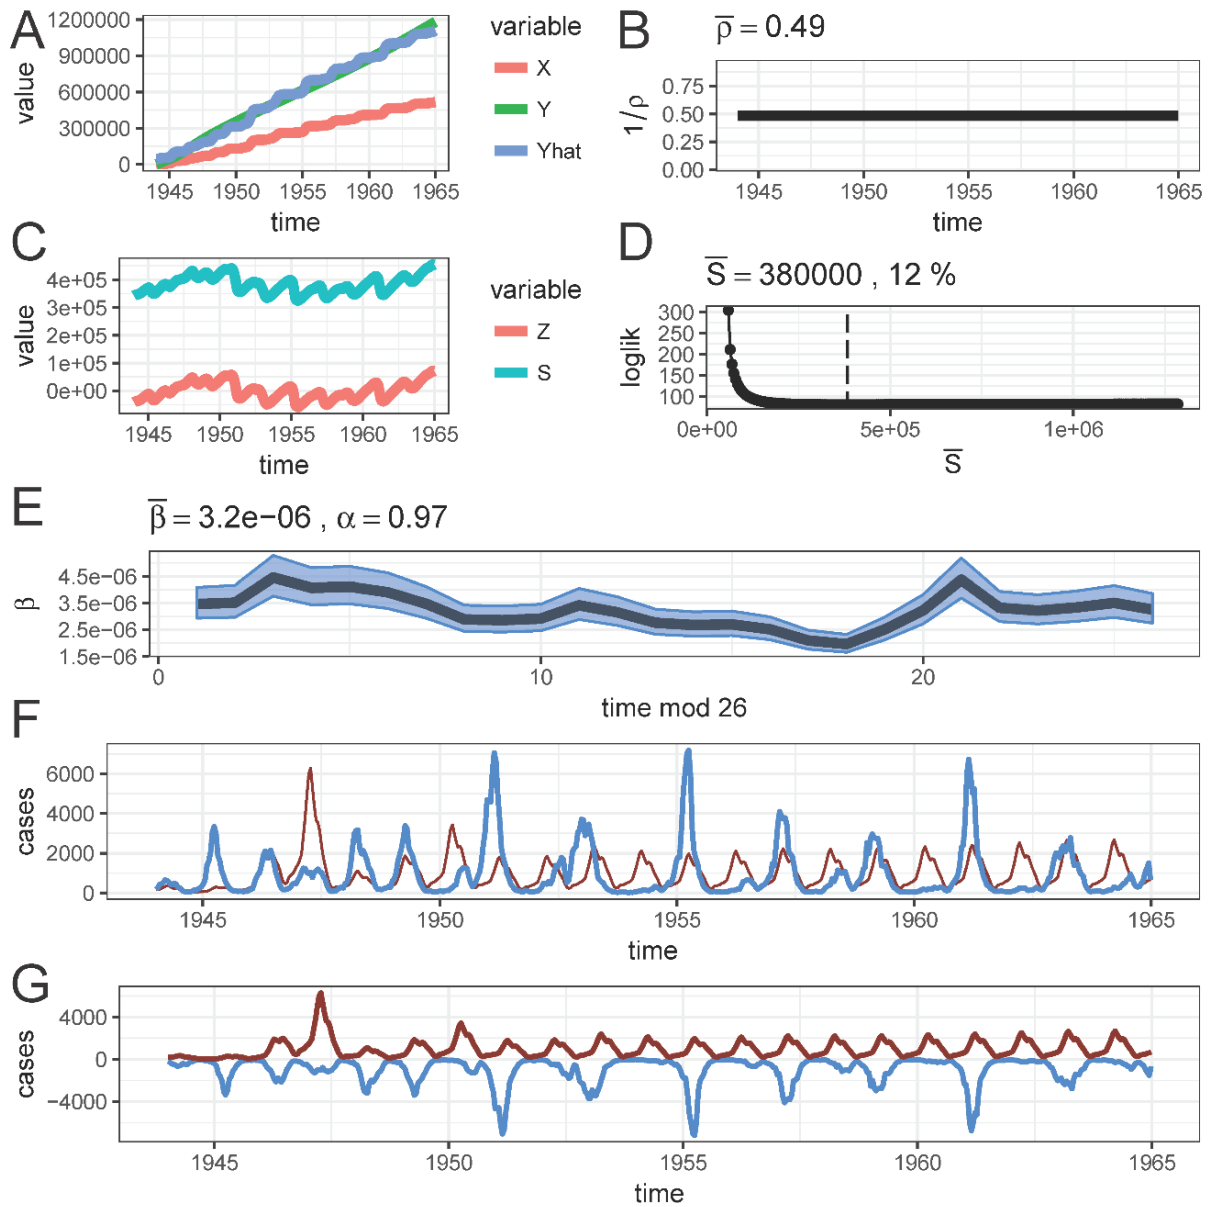 A
1200000
900000
600000
300000
0
value
1945 1950 1955 1960 1965
time
variable
X
Y
Yhat
B
ρ̅ = 0.49
0.75
0.50
0.25
0.00
1/ρ
1945 1950 1955 1960 1965
time
C
4e+05
3e+05
2e+05
1e+05
0e+00
value
1945 1950 1955 1960 1965
time
variable
Z
S
D
S̅ = 380000 , 12 %
300
250
200
150
100
loglik
0e+00 5e+05 1e+06
S̅
E
β̅ = 3.2e−06 , α = 0.97
4.5e−06
3.5e−06
2.5e−06
1.5e−06
β
0 10 20
time mod 26
F
6000
4000
2000
0
cases
1945 1950 1955 1960 1965
time
G
4000
0
−4000
cases
1945 1950 1955 1960 1965
time